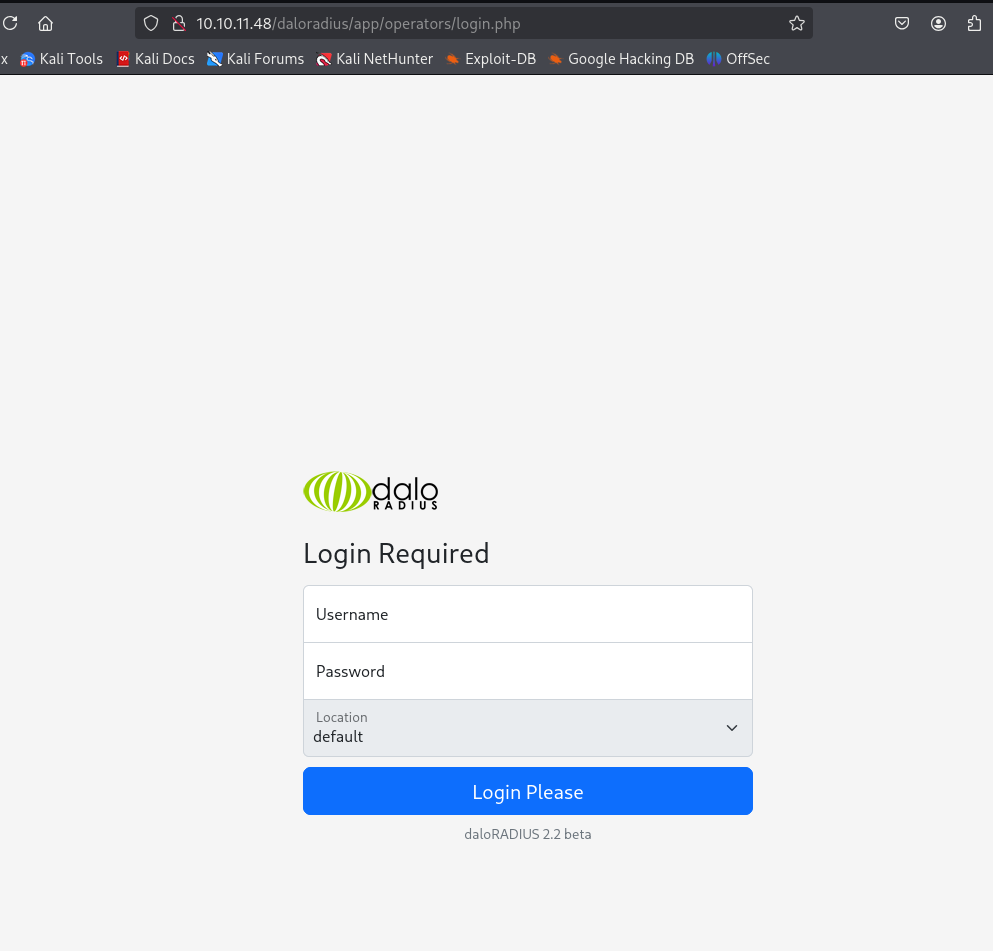 10.10.11.48/daloradius/app/operators/login.php
x Kali Tools Kali Docs Kali Forums Kali NetHunter Exploit-DB Google Hacking DB OffSec
dalo
RADIUS
Login Required
Username
Password
Location
default
Login Please
daloRADIUS 2.2 beta